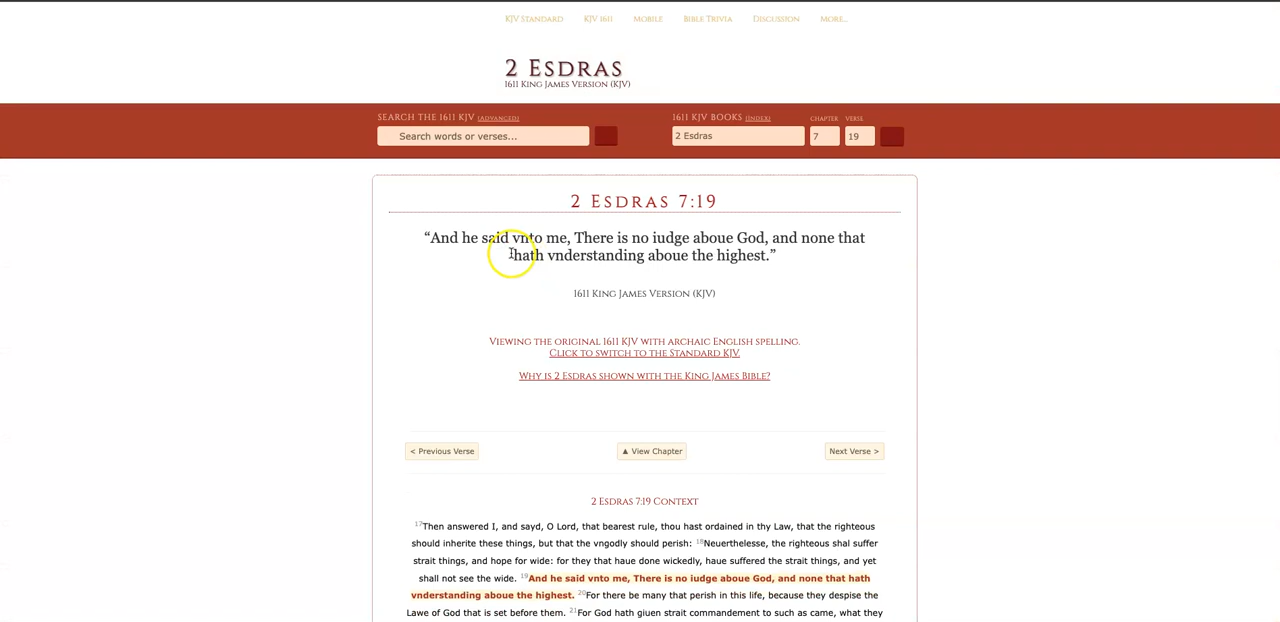 KJV Standard KJV 1611 Mobile Bible Trivia Discussion More...
2 Esdras
1611 King James Version (KJV)
Search the 1611 KJV (Advanced)
1611 KJV Books (Index) Chapter Verse
Search words or verses...
2 Esdras 7 19
2 Esdras 7:19
“And he said vnto me, There is no iudge aboue God, and none that
hath vnderstanding aboue the highest.”
1611 King James Version (KJV)
Viewing the original 1611 KJV with archaic English spelling.
Click to switch to the Standard KJV.
Why is 2 Esdras shown with the King James Bible?
< Previous Verse ▲ View Chapter Next Verse >
2 Esdras 7:19 Context
17Then answered I, and sayd, O Lord, that bearest rule, thou hast ordained in thy Law, that the righteous
should inherite these things, but that the vngodly should perish: 18Neuerthelesse, the righteous shal suffer
strait things, and hope for wide: for they that haue done wickedly, haue suffered the strait things, and yet
shall not see the wide. 19And he said vnto me, There is no iudge aboue God, and none that hath
vnderstanding aboue the highest. 20For there be many that perish in this life, because they despise the
Lawe of God that is set before them. 21For God hath giuen strait commandement to such as came, what they